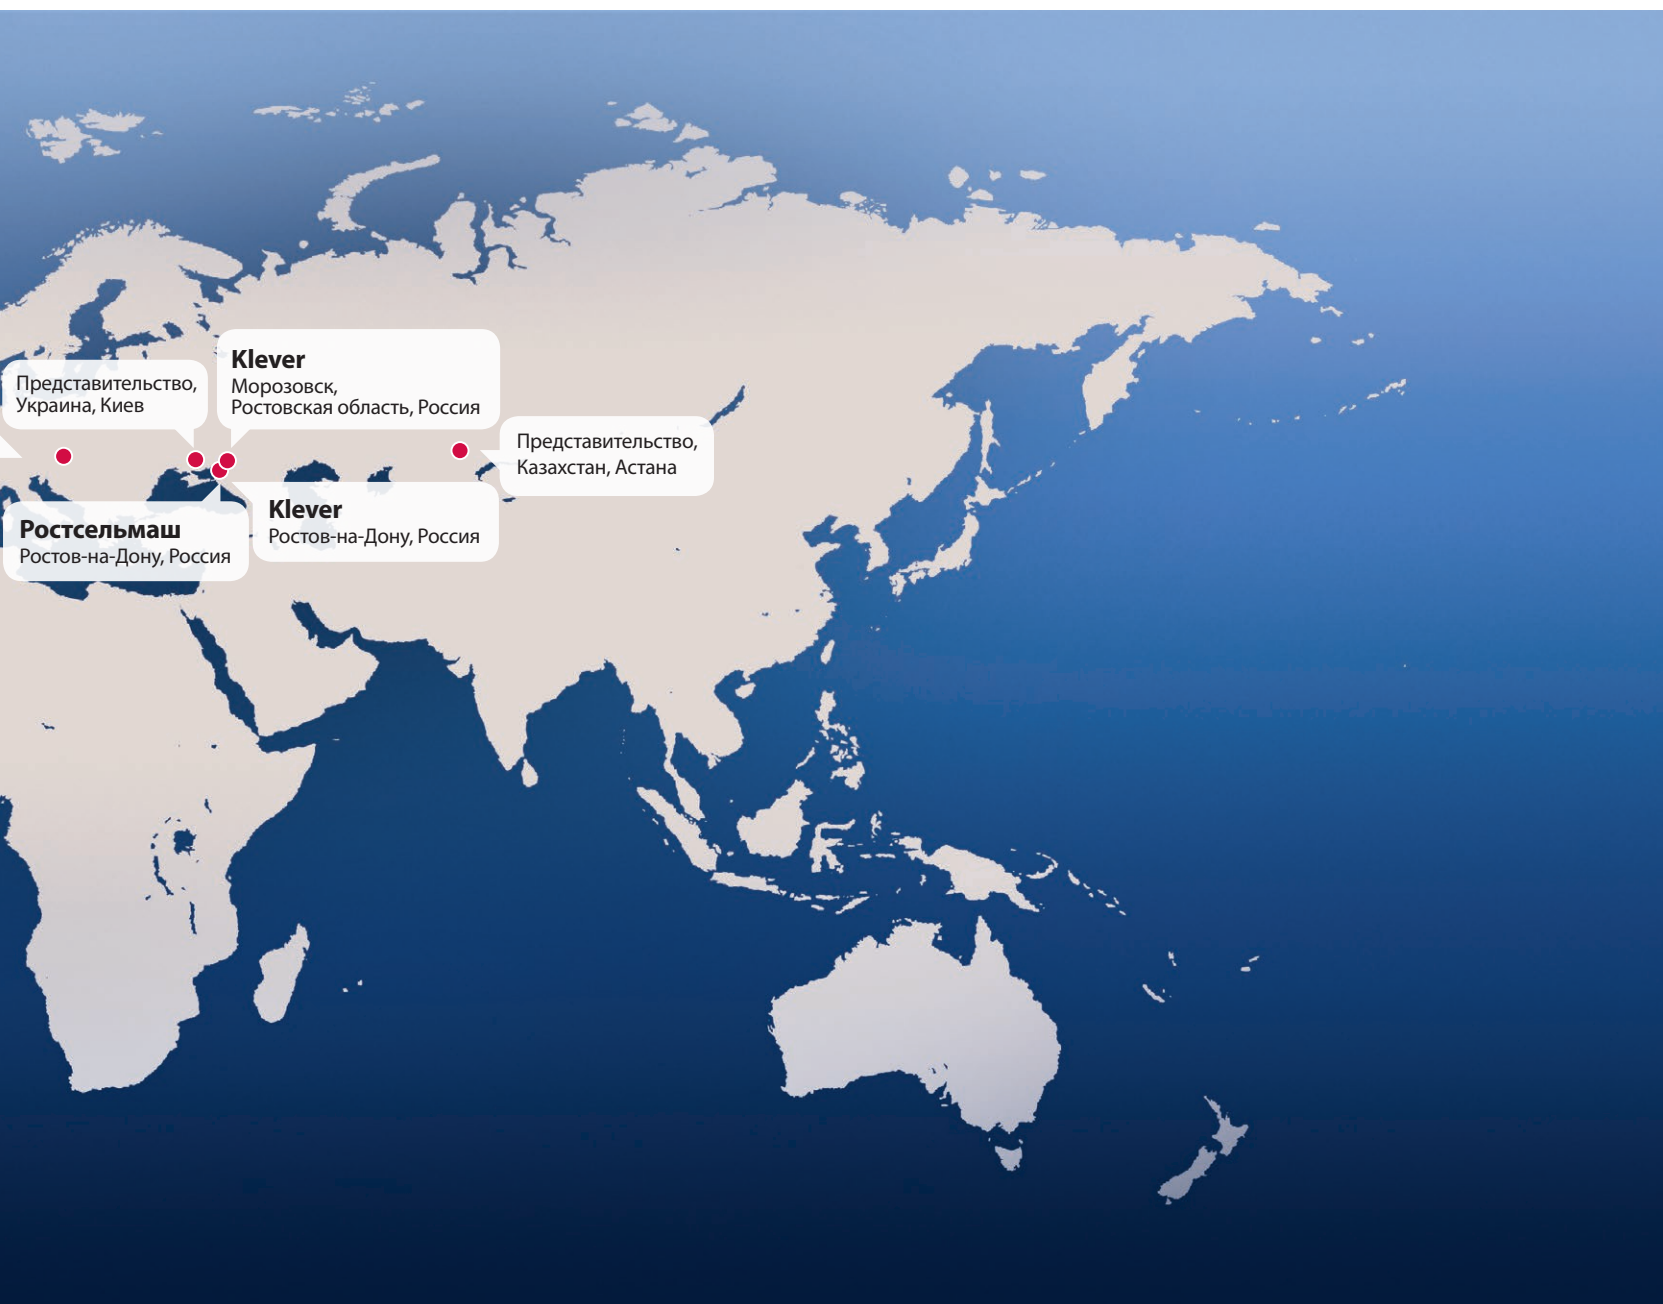 Представительство,
Украина, Киев
Klever
Морозовск,
Ростовская область, Россия
Представительство,
Казахстан, Астана
Ростсельмаш
Ростов-на-Дону, Россия
Klever
Ростов-на-Дону, Россия